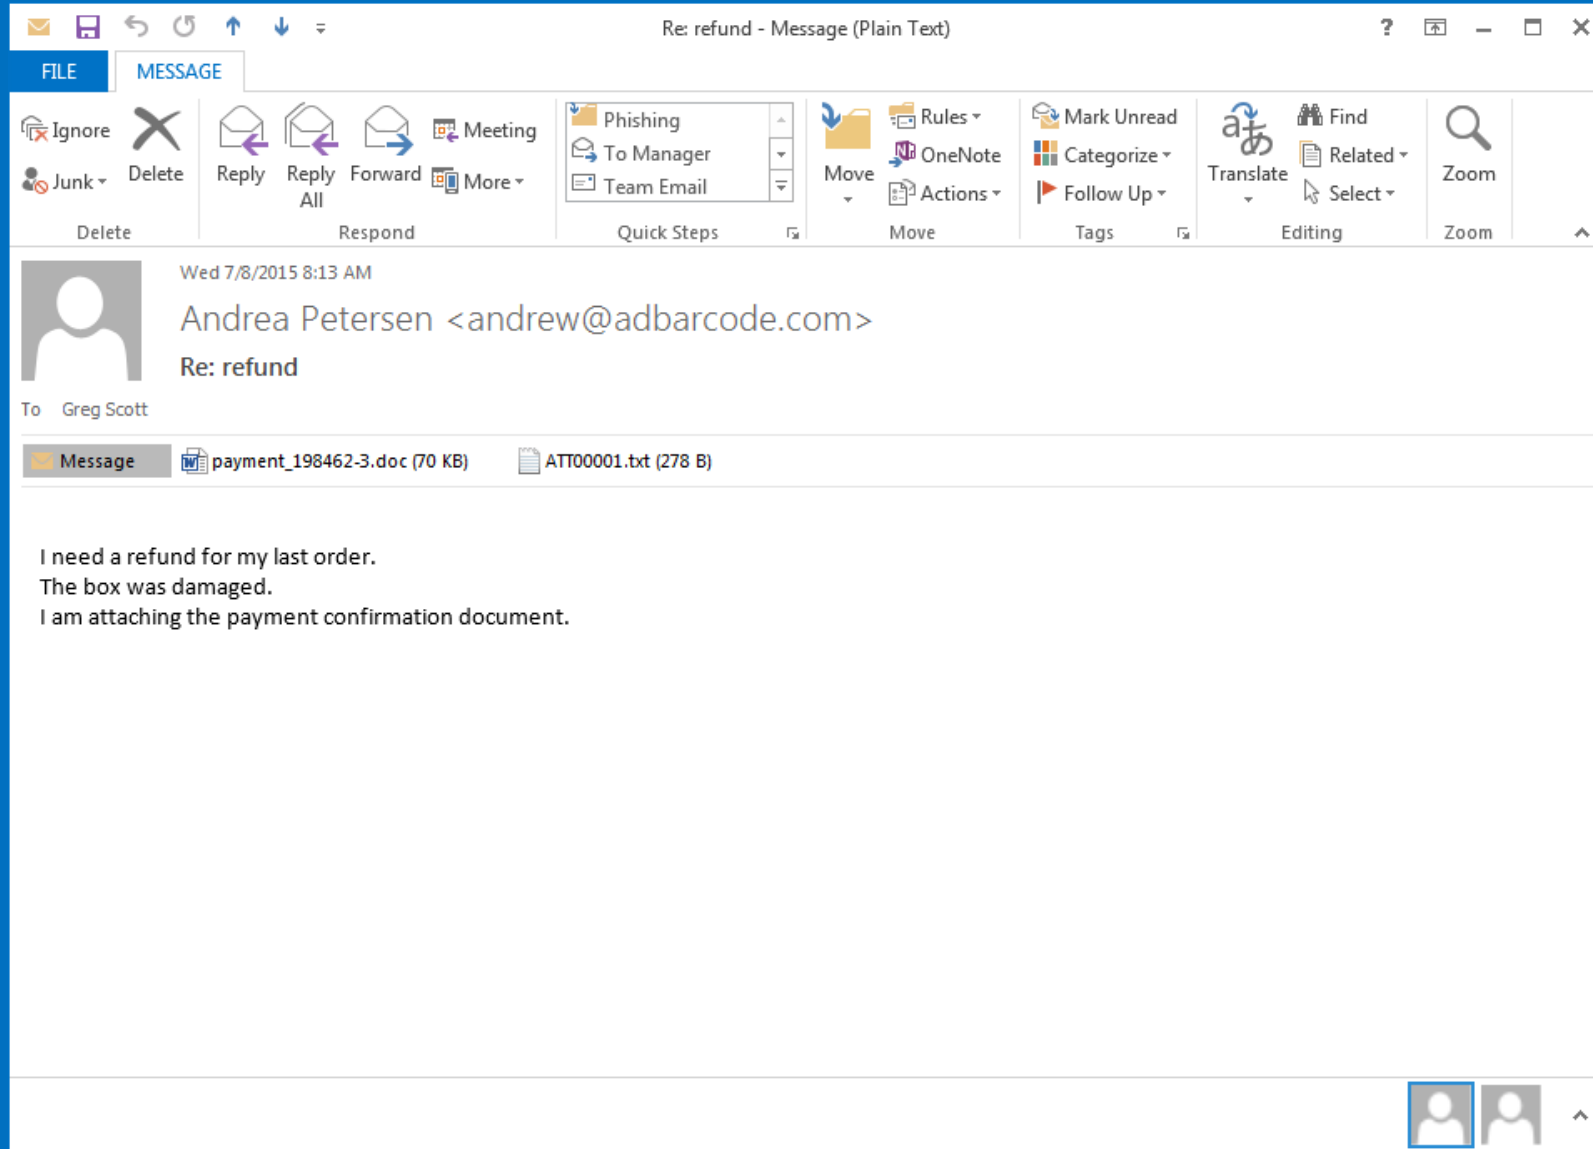 Re: refund - Message (Plain Text)
?
FILE MESSAGE
Ignore
Junk
Delete
Delete
Reply
Reply All
Forward
Meeting
More
Respond
Phishing
To Manager
Team Email
Quick Steps
Move
Rules
OneNote
Actions
Move
Mark Unread
Categorize
Follow Up
Tags
Translate
Find
Related
Select
Editing
Zoom
Zoom
Wed 7/8/2015 8:13 AM
Andrea Petersen <andrew@adbarcode.com>
Re: refund
To Greg Scott
Message payment_198462-3.doc (70 KB) ATT00001.txt (278 B)
I need a refund for my last order.
The box was damaged.
I am attaching the payment confirmation document.